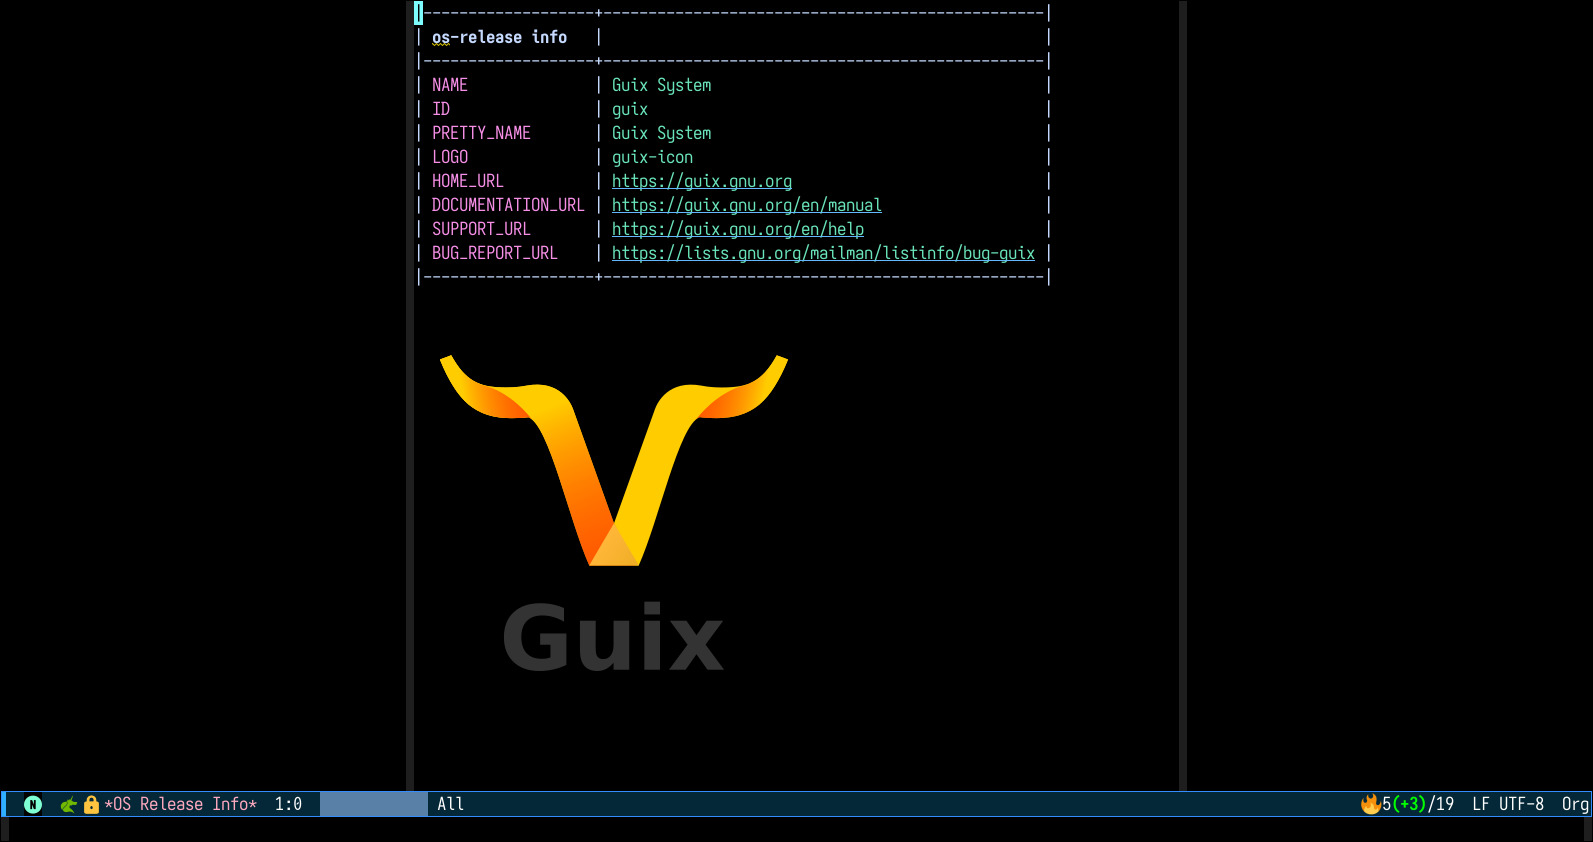 |-------------------+-------------------------------------------------|
| os-release info   |                                                 |
|-------------------+-------------------------------------------------|
| NAME              | Guix System                                     |
| ID                | guix                                            |
| PRETTY_NAME       | Guix System                                     |
| LOGO              | guix-icon                                       |
| HOME_URL          | https://guix.gnu.org                            |
| DOCUMENTATION_URL | https://guix.gnu.org/en/manual                  |
| SUPPORT_URL       | https://guix.gnu.org/en/help                    |
| BUG_REPORT_URL    | https://lists.gnu.org/mailman/listinfo/bug-guix |
|-------------------+-------------------------------------------------|
Guix
N *OS Release Info* 1:0 All 5(+3)/19 LF UTF-8 Org